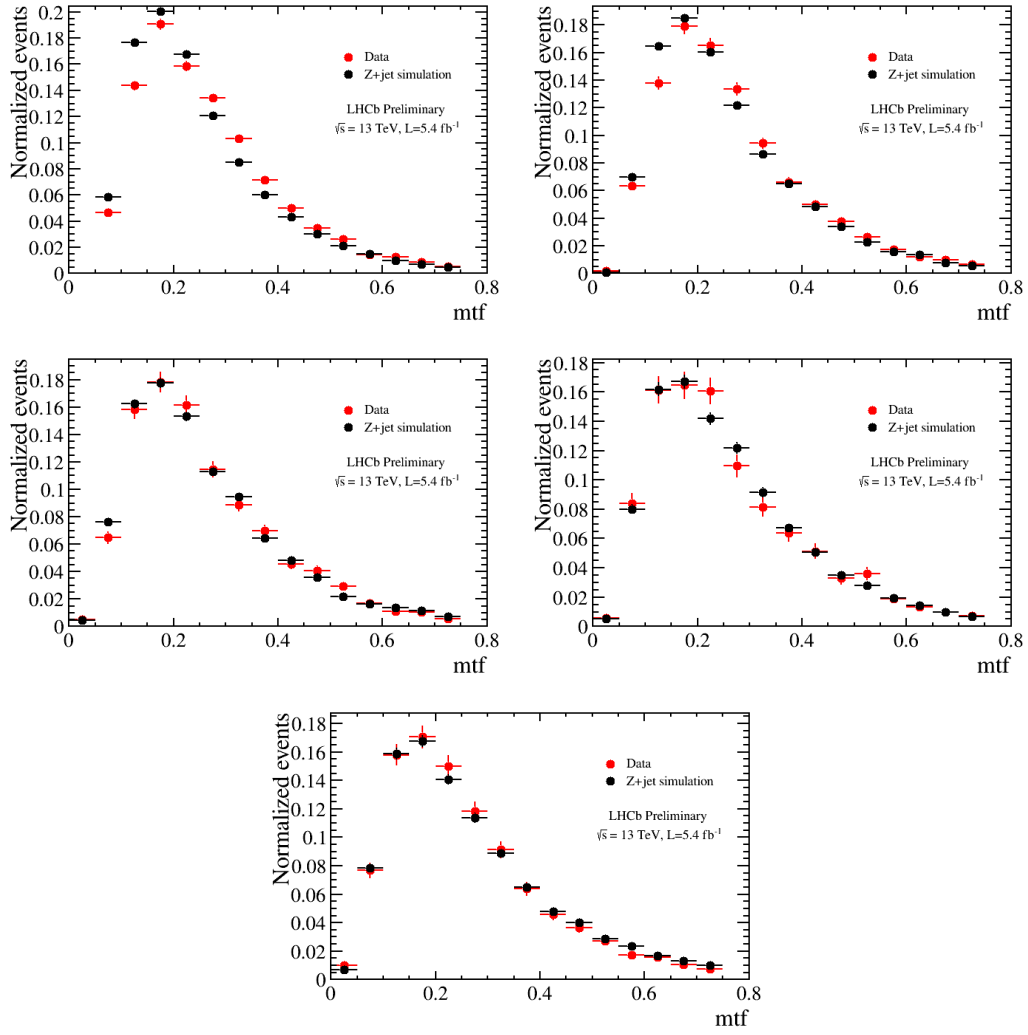 Normalized events
0.2
0.18
0.16
0.14
0.12
0.1
0.08
0.06
0.04
0.02
0
Data
Z+jet simulation
LHCb Preliminary
√s = 13 TeV, L=5.4 fb⁻¹
0 0.2 0.4 0.6 0.8
mtf
Normalized events
0.18
0.16
0.14
0.12
0.1
0.08
0.06
0.04
0.02
0
Data
Z+jet simulation
LHCb Preliminary
√s = 13 TeV, L=5.4 fb⁻¹
0 0.2 0.4 0.6 0.8
mtf
Normalized events
0.18
0.16
0.14
0.12
0.1
0.08
0.06
0.04
0.02
0
Data
Z+jet simulation
LHCb Preliminary
√s = 13 TeV, L=5.4 fb⁻¹
0 0.2 0.4 0.6 0.8
mtf
Normalized events
0.18
0.16
0.14
0.12
0.1
0.08
0.06
0.04
0.02
0
Data
Z+jet simulation
LHCb Preliminary
√s = 13 TeV, L=5.4 fb⁻¹
0 0.2 0.4 0.6 0.8
mtf
Normalized events
0.18
0.16
0.14
0.12
0.1
0.08
0.06
0.04
0.02
0
Data
Z+jet simulation
LHCb Preliminary
√s = 13 TeV, L=5.4 fb⁻¹
0 0.2 0.4 0.6 0.8
mtf